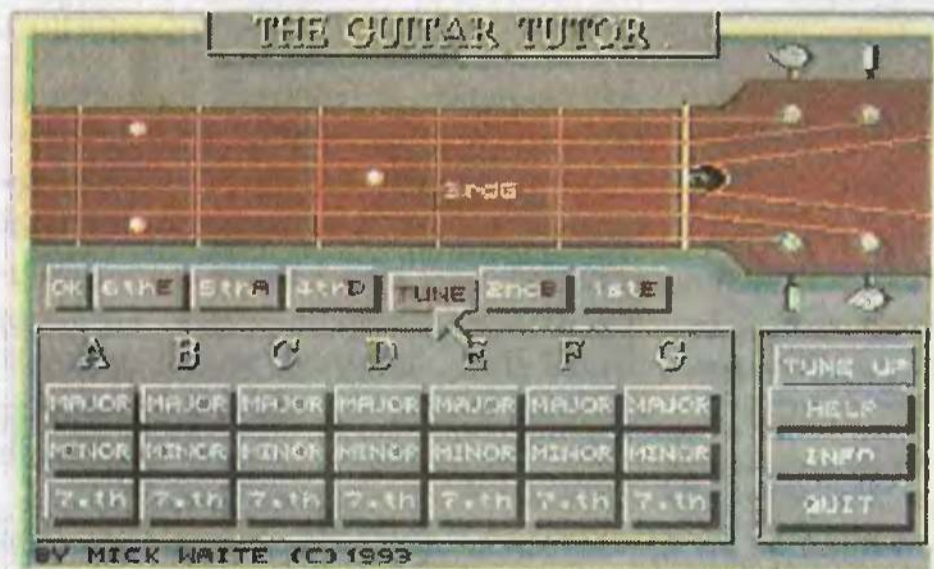 THE GUITAR TUTOR
3.rdG
OK 6thE 5thA 4thD TUNE 2ndB 1stE
A B C D E F G
MAJOR MAJOR MAJOR MAJOR MAJOR MAJOR MAJOR
MINOR MINOR MINOR MINOR MINOR MINOR MINOR
7.th 7.th 7.th 7.th 7.th 7.th 7.th
TUNE UP
HELP
INFO
QUIT
BY MICK WAITE (C) 1993